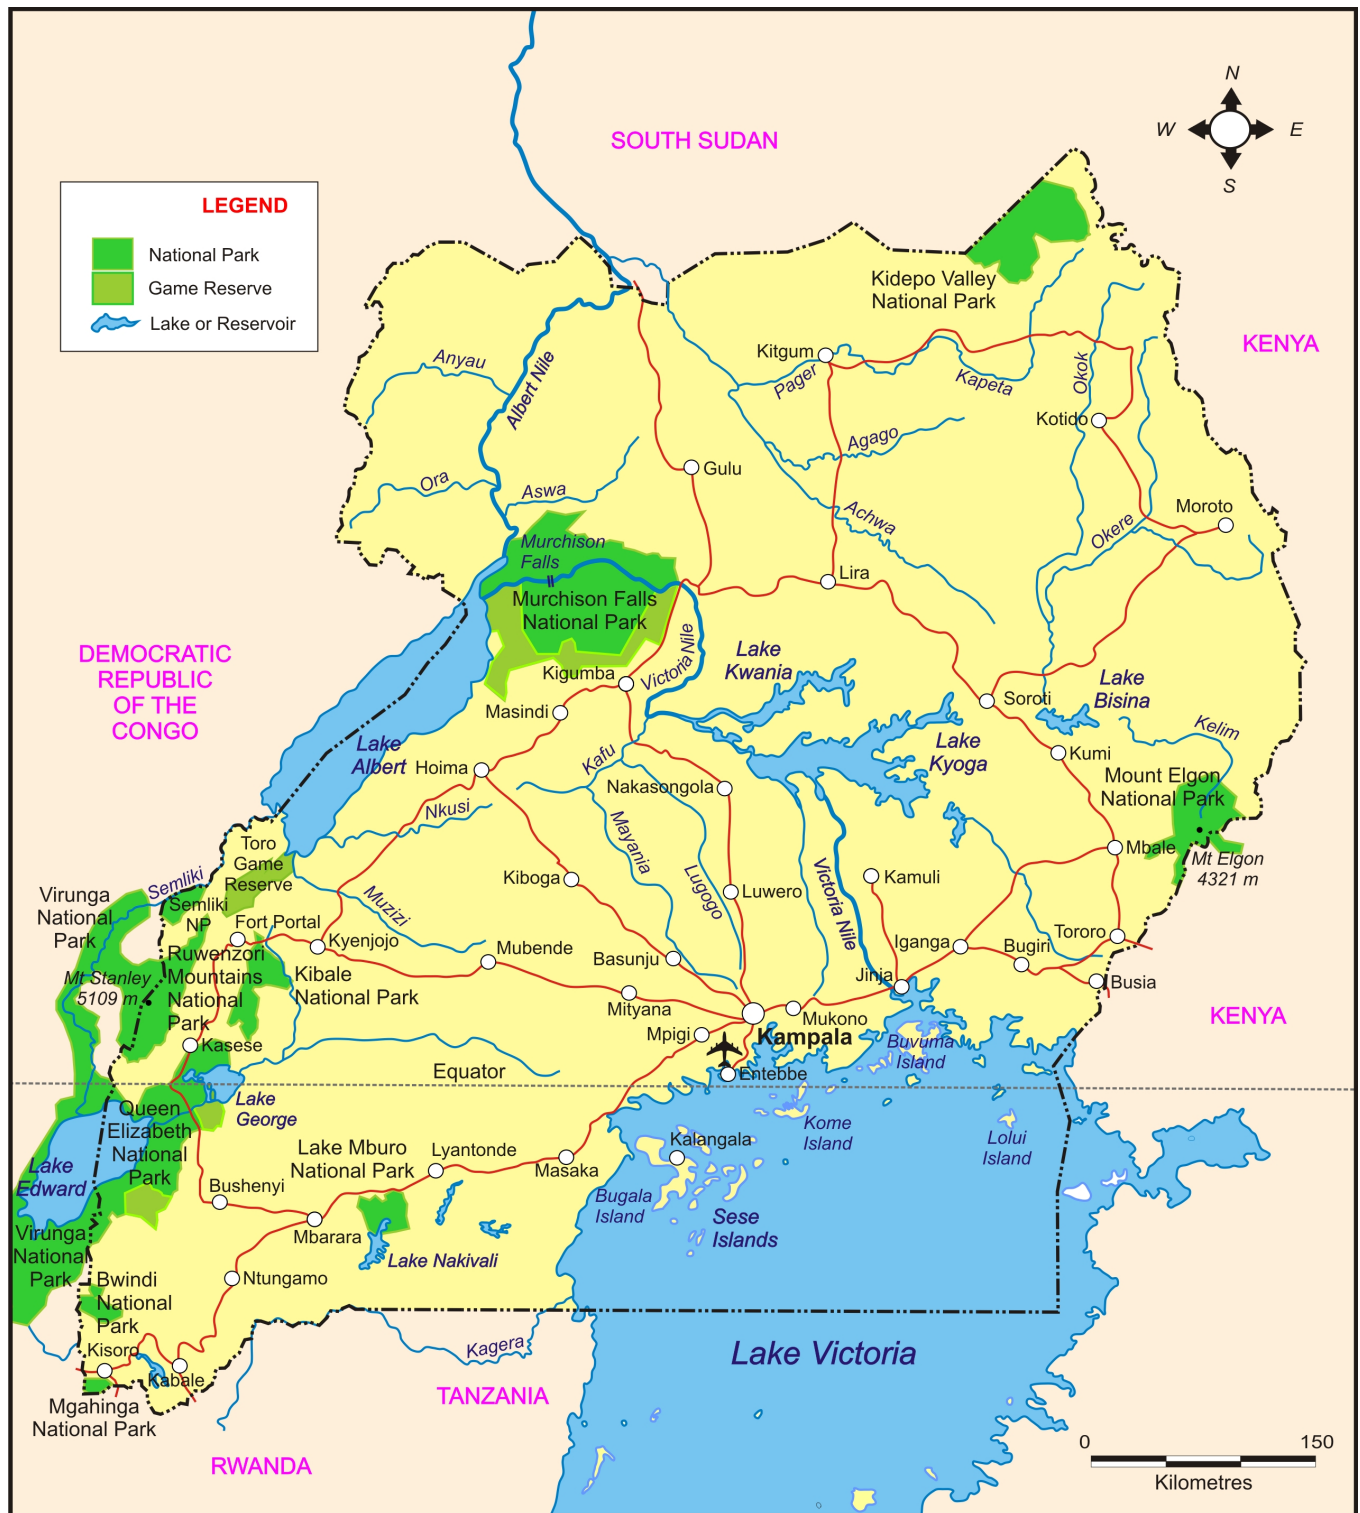 N
W
E
S
SOUTH SUDAN
LEGEND
National Park
Game Reserve
Lake or Reservoir
Kidepo Valley
National Park
KENYA
Anyau
Albert Nile
Kitgum
Pager
Kapeta
Okok
Kotido
Agago
Gulu
Ora
Aswa
Achwa
Moroto
Okere
Murchison
Falls
Murchison Falls
National Park
Lira
DEMOCRATIC
REPUBLIC
OF THE
CONGO
Kigumba
Victoria Nile
Lake
Kwania
Masindi
Soroti
Lake
Bisina
Kelim
Lake
Albert
Hoima
Kafu
Lake
Kyoga
Kumi
Nakasongola
Mount Elgon
National Park
Nkusi
Mayania
Lugogo
Victoria Nile
Mbale
Mt Elgon
4321 m
Toro
Game
Reserve
Semliki
Virunga
National
Park
Semliki
NP
Muzizi
Kiboga
Luwero
Kamuli
Fort Portal
Kyenjojo
Mubende
Basunju
Iganga
Bugiri
Tororo
Ruwenzori
Mountains
National
Park
Mt Stanley
5109 m
Kibale
National Park
Mityana
Jinja
Busia
Mukono
Mpigi
Kampala
KENYA
Kasese
Buvuma
Island
Equator
Entebbe
Lake
George
Queen
Elizabeth
National
Park
Kome
Island
Lolui
Island
Lake Mburo
National Park
Lyantonde
Masaka
Kalangala
Lake
Edward
Bushenyi
Bugala
Island
Sese
Islands
Mbarara
Virunga
National
Park
Lake Nakivali
Bwindi
National
Park
Ntungamo
Kisoro
Kabale
Kagera
Lake Victoria
TANZANIA
Mgahinga
National Park
RWANDA
0 150
Kilometres